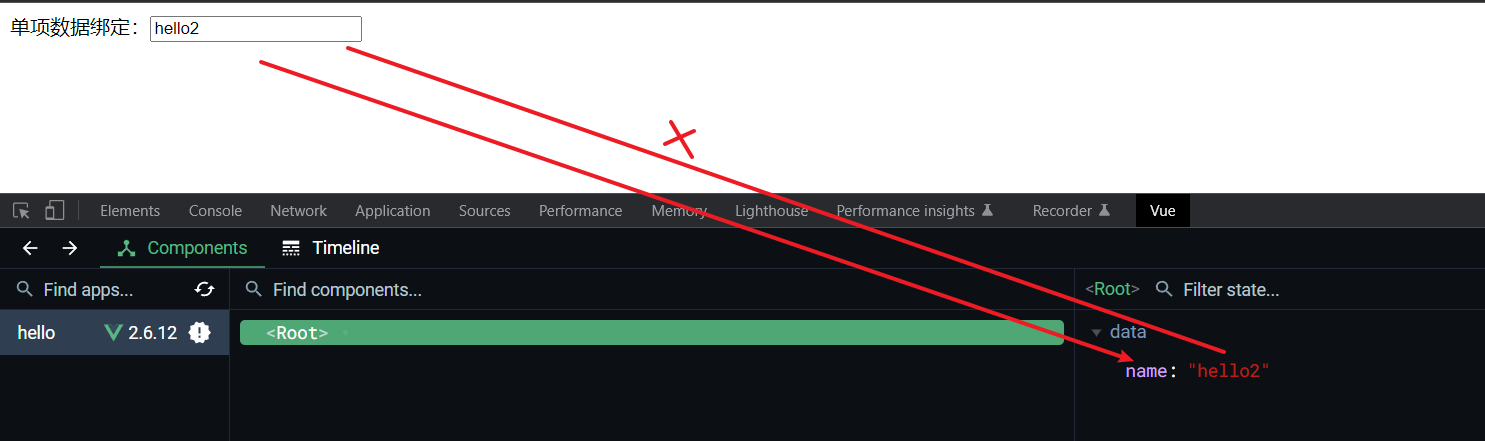 单项数据绑定：hello2
Elements Console Network Application Sources Performance Memory Lighthouse Performance insights Recorder Vue
Components Timeline
Find apps... Find components... <Root> Filter state...
hello 2.6.12 <Root> data
name: "hello2"